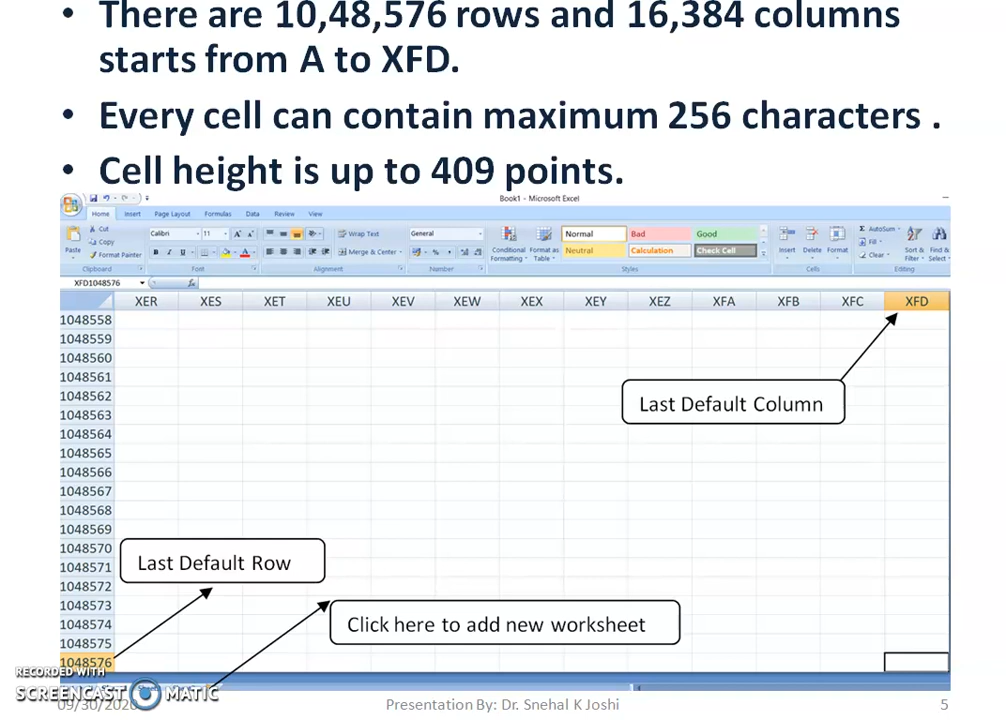 • There are 10,48,576 rows and 16,384 columns
starts from A to XFD.
• Every cell can contain maximum 256 characters .
• Cell height is up to 409 points.
Book1 - Microsoft Excel
Home Insert Page Layout Formulas Data Review View
Cut
Copy
Format Painter
Paste
Clipboard
Calibri 11
B I U
Font
Wrap Text
Merge & Center
Alignment
General
Number
Conditional Formatting Format as Table
Normal Bad Good
Neutral Calculation Check Cell
Styles
Insert Delete Format
Cells
AutoSum
Fill
Clear
Sort & Filter Find & Select
Editing
XFD1048576 fx
XER XES XET XEU XEV XEW XEX XEY XEZ XFA XFB XFC XFD
1048558
1048559
1048560
1048561
1048562
1048563
1048564
1048565
1048566
1048567
1048568
1048569
1048570
1048571
1048572
1048573
1048574
1048575
1048576
Last Default Column
Last Default Row
Click here to add new worksheet
RECORDED WITH
SCREENCAST MATIC
09/30/2020
Presentation By: Dr. Snehal K Joshi
5